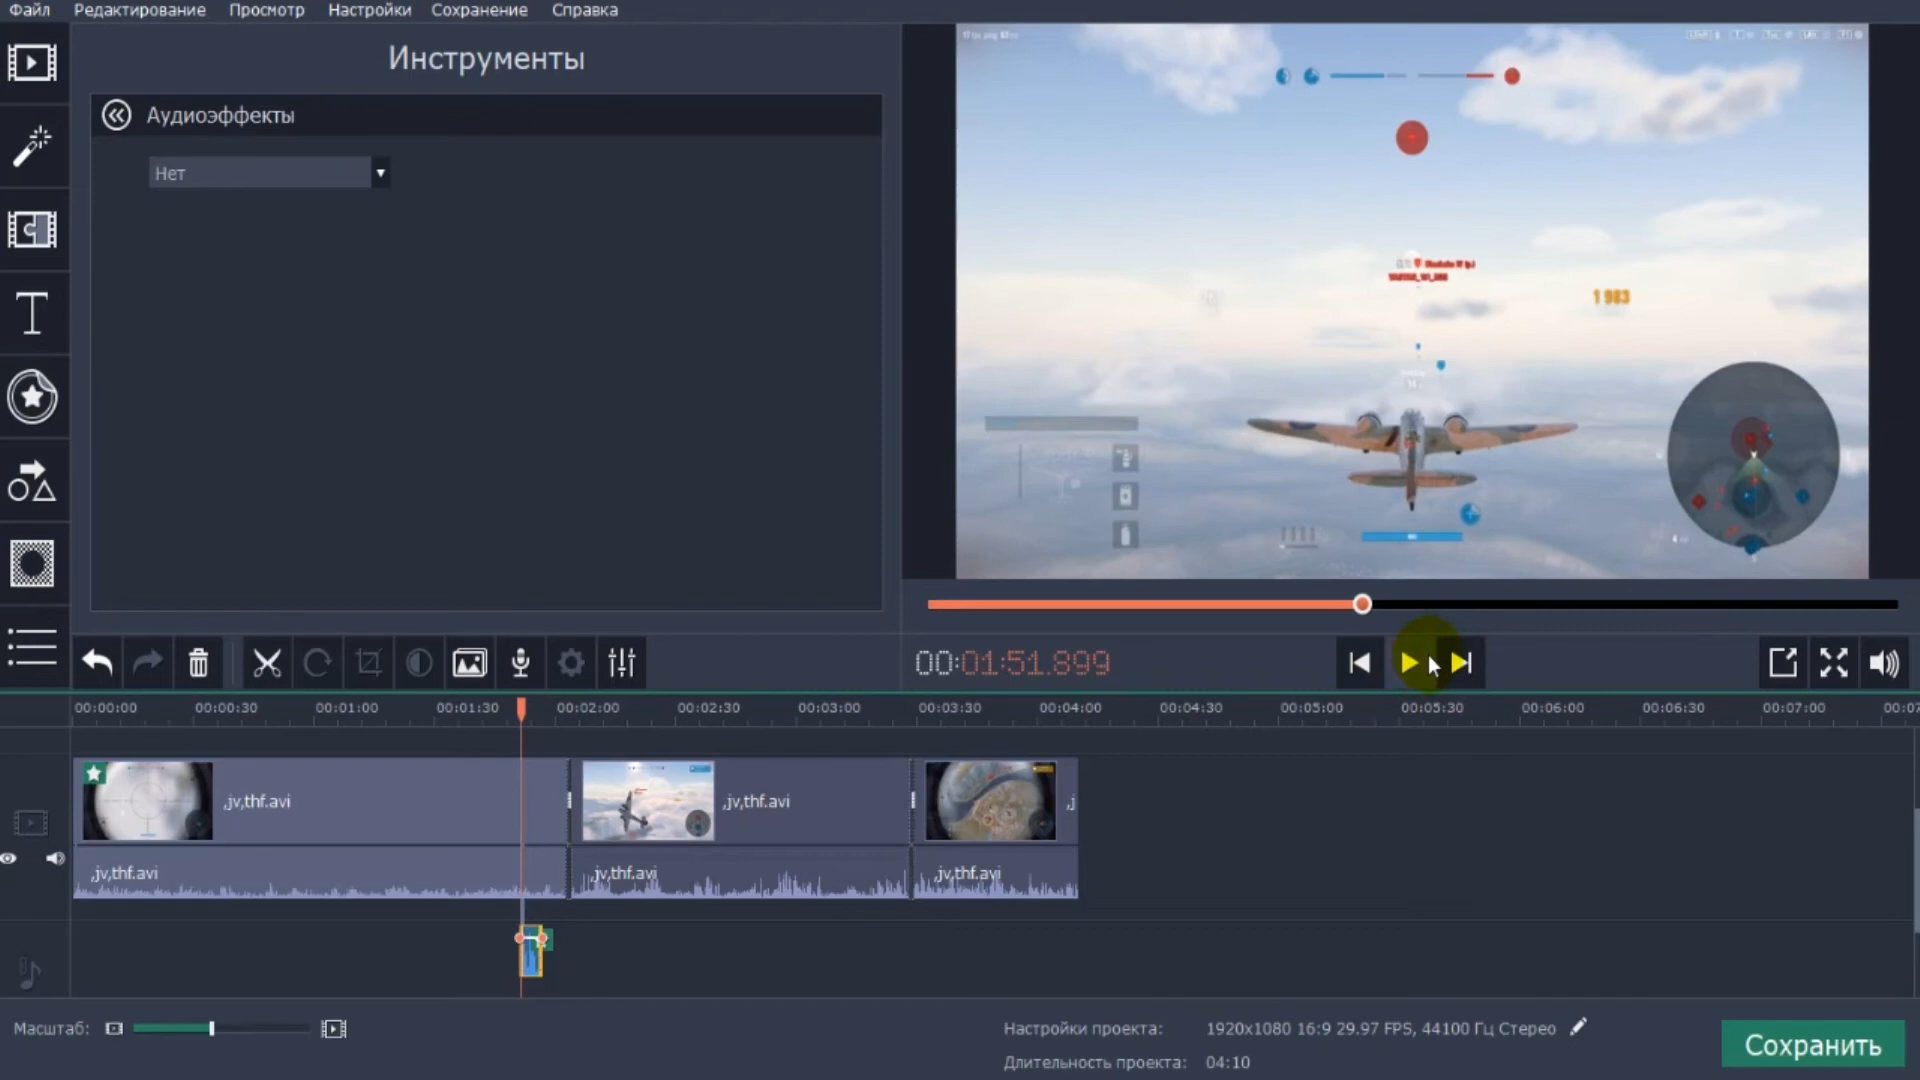 Файл Редактирование Просмотр Настройки Сохранение Справка
Инструменты
Аудиоэффекты
Нет
1 983
00:01:51.899
00:00:00 00:00:30 00:01:00 00:01:30 00:02:00 00:02:30 00:03:00 00:03:30 00:04:00 00:04:30 00:05:00 00:05:30 00:06:00 00:06:30 00:07:00
,jv,thf.avi ,jv,thf.avi ,j
,jv,thf.avi ,jv,thf.avi ,jv,thf.avi
Масштаб:
Настройки проекта: 1920x1080 16:9 29.97 FPS, 44100 Гц Стерео
Длительность проекта: 04:10
Сохранить